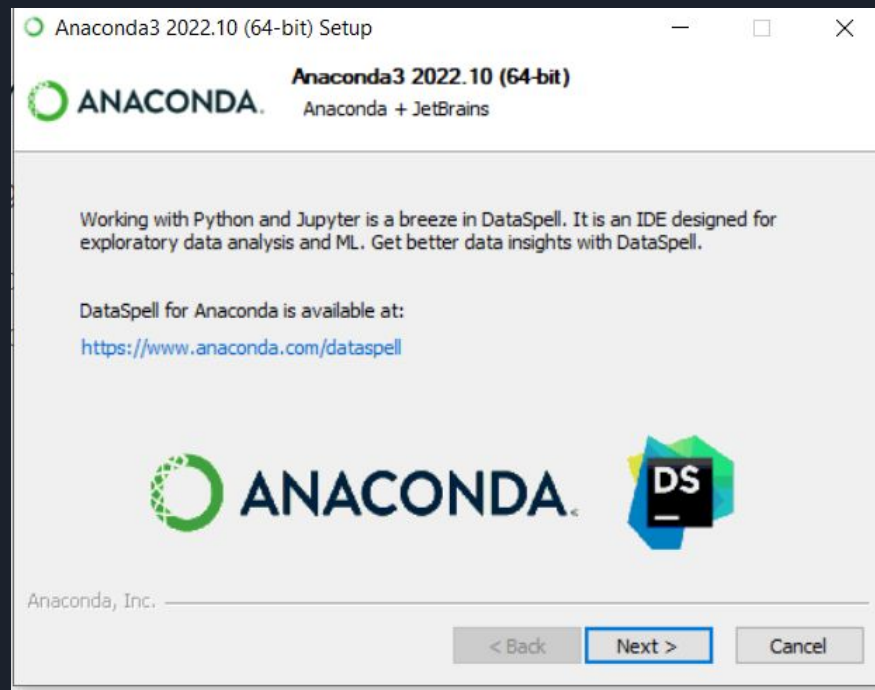 Anaconda3 2022.10 (64-bit) Setup
ANACONDA.
Anaconda3 2022.10 (64-bit)
Anaconda + JetBrains
Working with Python and Jupyter is a breeze in DataSpell. It is an IDE designed for
exploratory data analysis and ML. Get better data insights with DataSpell.
DataSpell for Anaconda is available at:
https://www.anaconda.com/dataspell
ANACONDA.
DS
Anaconda, Inc.
< Back Next > Cancel